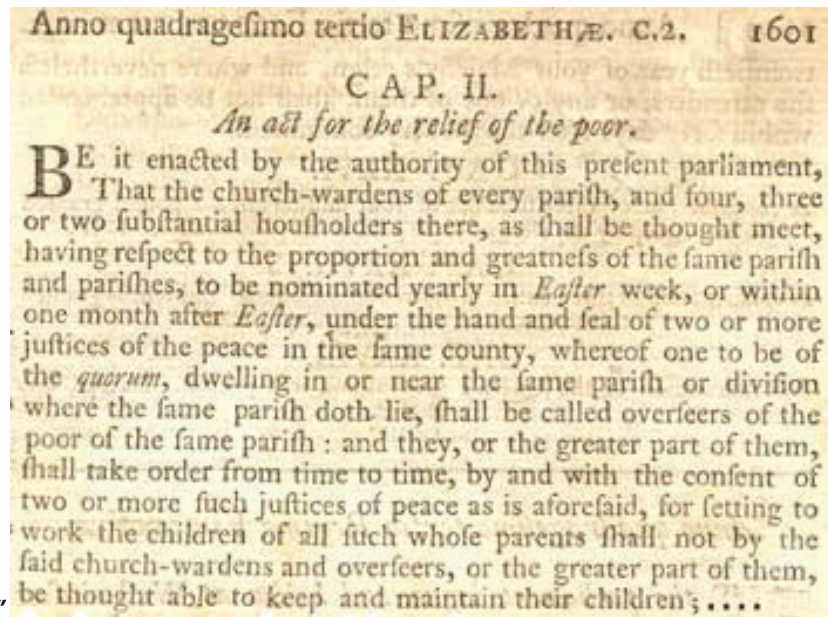 Anno quadrageſimo tertio ELIZABETHÆ. C.2. 1601
CAP. II.
An act for the relief of the poor.
BE it enacted by the authority of this preſent parliament,
That the church-wardens of every pariſh, and four, three
or two ſubſtantial houſholders there, as ſhall be thought meet,
having reſpect to the proportion and greatneſs of the ſame pariſh
and pariſhes, to be nominated yearly in Eaſter week, or within
one month after Eaſter, under the hand and ſeal of two or more
juſtices of the peace in the ſame county, whereof one to be of
the quorum, dwelling in or near the ſame pariſh or diviſion
where the ſame pariſh doth lie, ſhall be called overſeers of the
poor of the ſame pariſh : and they, or the greater part of them,
ſhall take order from time to time, by and with the conſent of
two or more ſuch juſtices of peace as is aforeſaid, for ſetting to
work the children of all ſuch whoſe parents ſhall not by the
ſaid church-wardens and overſeers, or the greater part of them,
be thought able to keep and maintain their children ; ....